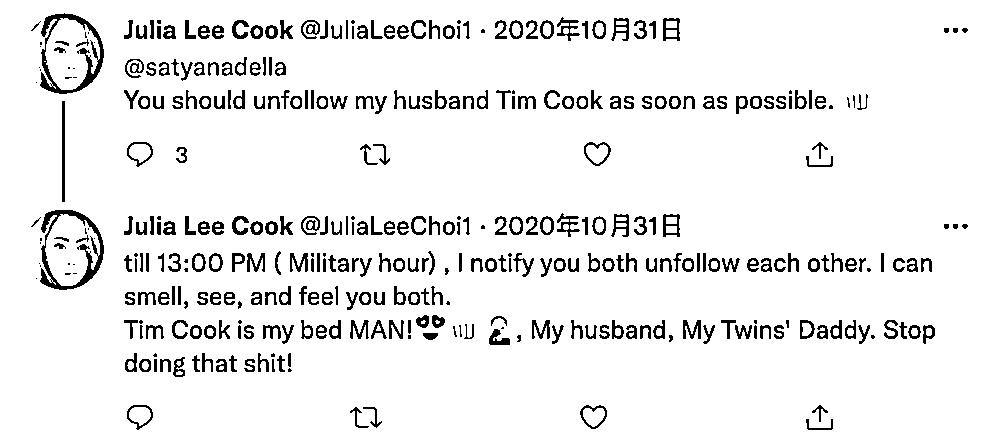 Julia Lee Cook @JuliaLeeChoi1 · 2020年10月31日
@satyanadella
You should unfollow my husband Tim Cook as soon as possible.
3
Julia Lee Cook @JuliaLeeChoi1 · 2020年10月31日
till 13:00 PM ( Military hour) , I notify you both unfollow each other. I can
smell, see, and feel you both.
Tim Cook is my bed MAN! , My husband, My Twins' Daddy. Stop
doing that shit!